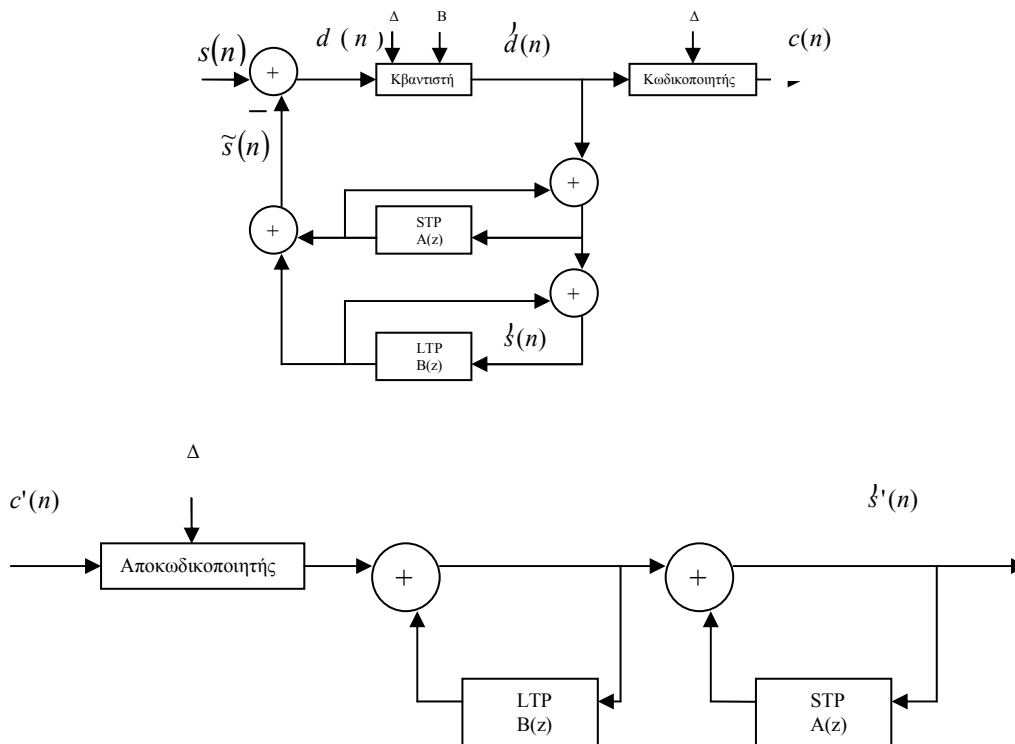 Δ B Δ
s(n) d(n) d̂(n) c(n)
+ Κβαντιστή Κωδικοποιητής
−
s̃(n)
+
+ STP
A(z)
+
LTP ŝ(n)
B(z)
Δ
c'(n) ŝ'(n)
Αποκωδικοποιητής + +
LTP STP
B(z) A(z)